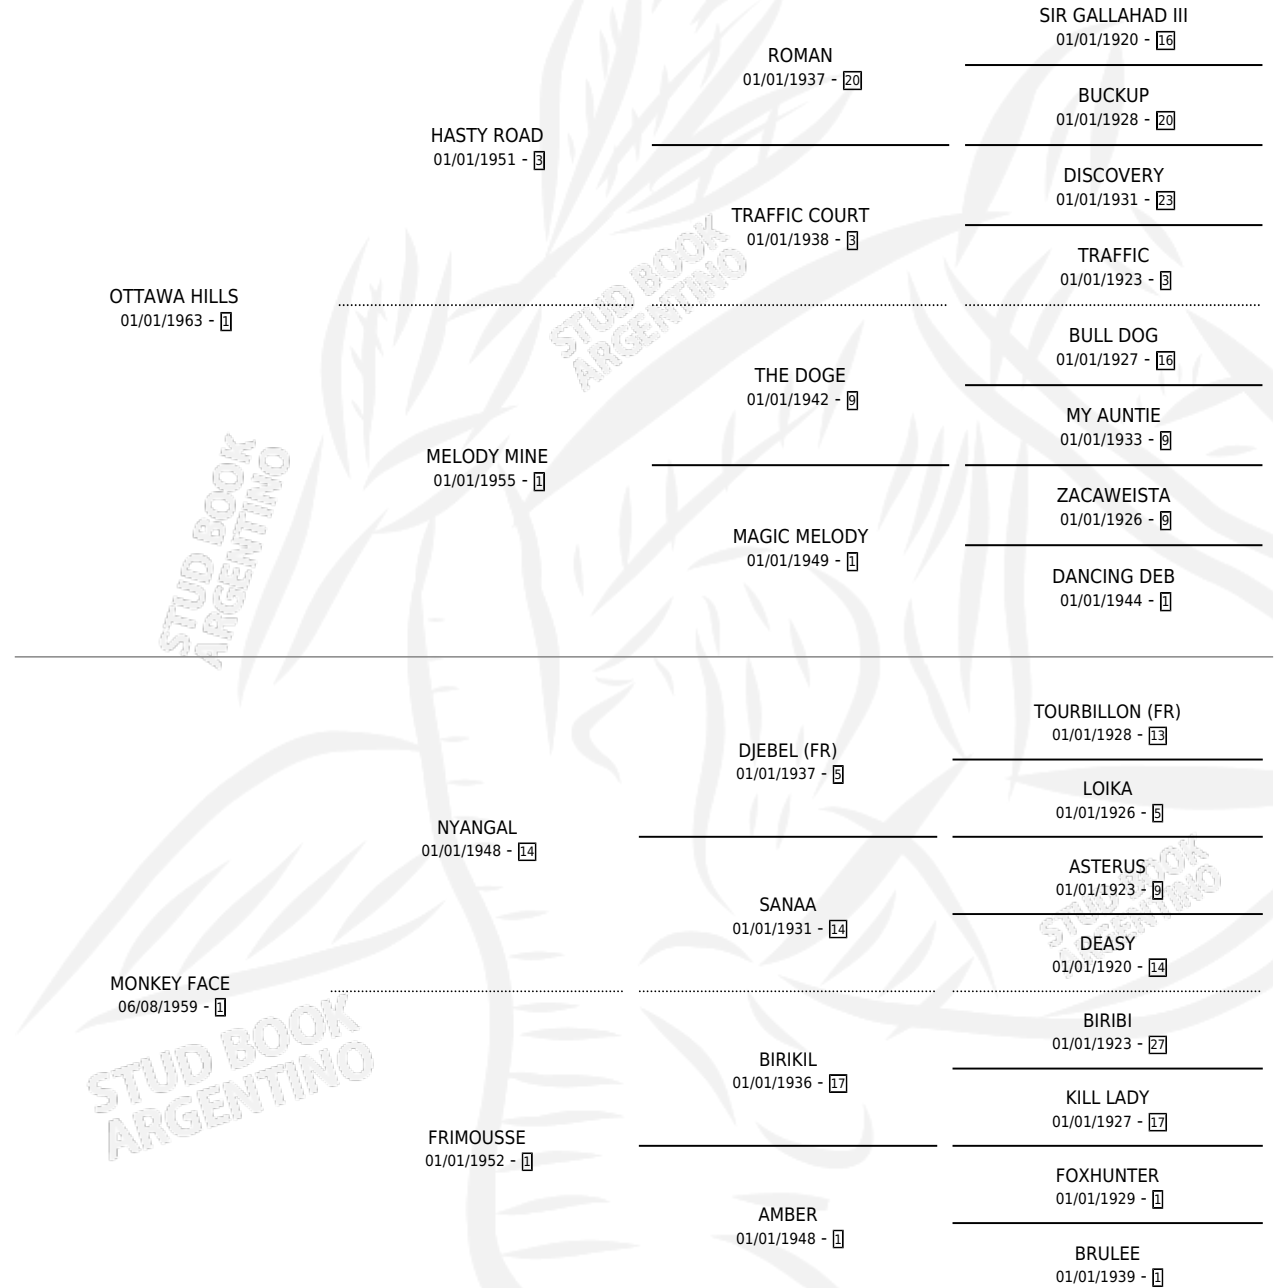 SIR GALLAHAD III
01/01/1920 - 16
ROMAN
01/01/1937 - 20
BUCKUP
01/01/1928 - 20
HASTY ROAD
01/01/1951 - 3
DISCOVERY
01/01/1931 - 23
TRAFFIC COURT
01/01/1938 - 3
TRAFFIC
01/01/1923 - 3
OTTAWA HILLS
01/01/1963 - 1
BULL DOG
01/01/1927 - 16
THE DOGE
01/01/1942 - 9
MY AUNTIE
01/01/1933 - 9
MELODY MINE
01/01/1955 - 1
ZACAWEISTA
01/01/1926 - 9
MAGIC MELODY
01/01/1949 - 1
DANCING DEB
01/01/1944 - 1
TOURBILLON (FR)
01/01/1928 - 13
DJEBEL (FR)
01/01/1937 - 5
LOIKA
01/01/1926 - 5
NYANGAL
01/01/1948 - 14
ASTERUS
01/01/1923 - 9
SANAA
01/01/1931 - 14
DEASY
01/01/1920 - 14
MONKEY FACE
06/08/1959 - 1
BIRIBI
01/01/1923 - 27
BIRIKIL
01/01/1936 - 17
KILL LADY
01/01/1927 - 17
FRIMOUSSE
01/01/1952 - 1
FOXHUNTER
01/01/1929 - 1
AMBER
01/01/1948 - 1
BRULEE
01/01/1939 - 1
STUD BOOK
ARGENTINO
STUD BOOK
ARGENTINO
STUD BOOK
ARGENTINO
STUD BOOK
ARGENTINO